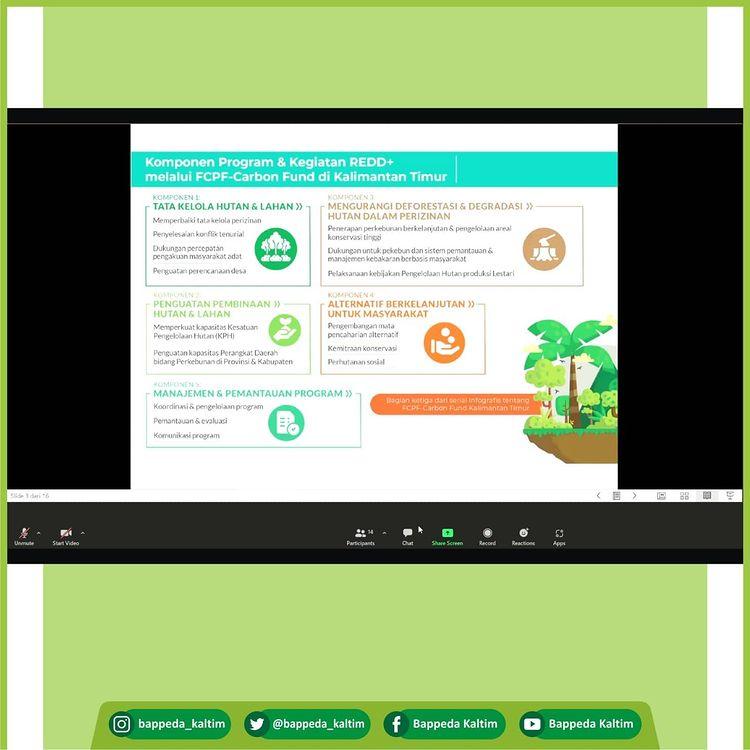 Komponen Program & Kegiatan REDD+
melalui FCPF-Carbon Fund di Kalimantan Timur
KOMPONEN 1:
TATA KELOLA HUTAN & LAHAN
Memperbaiki tata kelola perizinan
Penyelesaian konflik tenurial
Dukungan percepatan
pengakuan masyarakat adat
Penguatan perencanaan desa
KOMPONEN 3:
MENGURANGI DEFORESTASI & DEGRADASI
HUTAN DALAM PERIZINAN
Penerapan perkebunan berkelanjutan & pengelolaan areal
konservasi tinggi
Dukungan untuk pekebun dan sistem pemantauan &
manajemen kebakaran berbasis masyarakat
Pelaksanaan kebijakan Pengelolaan Hutan produksi Lestari
KOMPONEN 2:
PENGUATAN PEMBINAAN
HUTAN & LAHAN
Memperkuat kapasitas Kesatuan
Pengelolaan Hutan (KPH)
Penguatan kapasitas Perangkat Daerah
bidang Perkebunan di Provinsi & Kabupaten
KOMPONEN 4:
ALTERNATIF BERKELANJUTAN
UNTUK MASYARAKAT
Pengembangan mata
pencaharian alternatif
Kemitraan konservasi
Perhutanan sosial
KOMPONEN 5:
MANAJEMEN & PEMANTAUAN PROGRAM
Koordinasi & pengelolaan program
Pemantauan & evaluasi
Komunikasi program
Bagian ketiga dari serial infografis tentang
FCPF-Carbon Fund Kalimantan Timur
Unmute
Start Video
14
Participants
Chat
Share Screen
Record
Reactions
Apps
bappeda_kaltim
@bappeda_kaltim
Bappeda Kaltim
Bappeda Kaltim